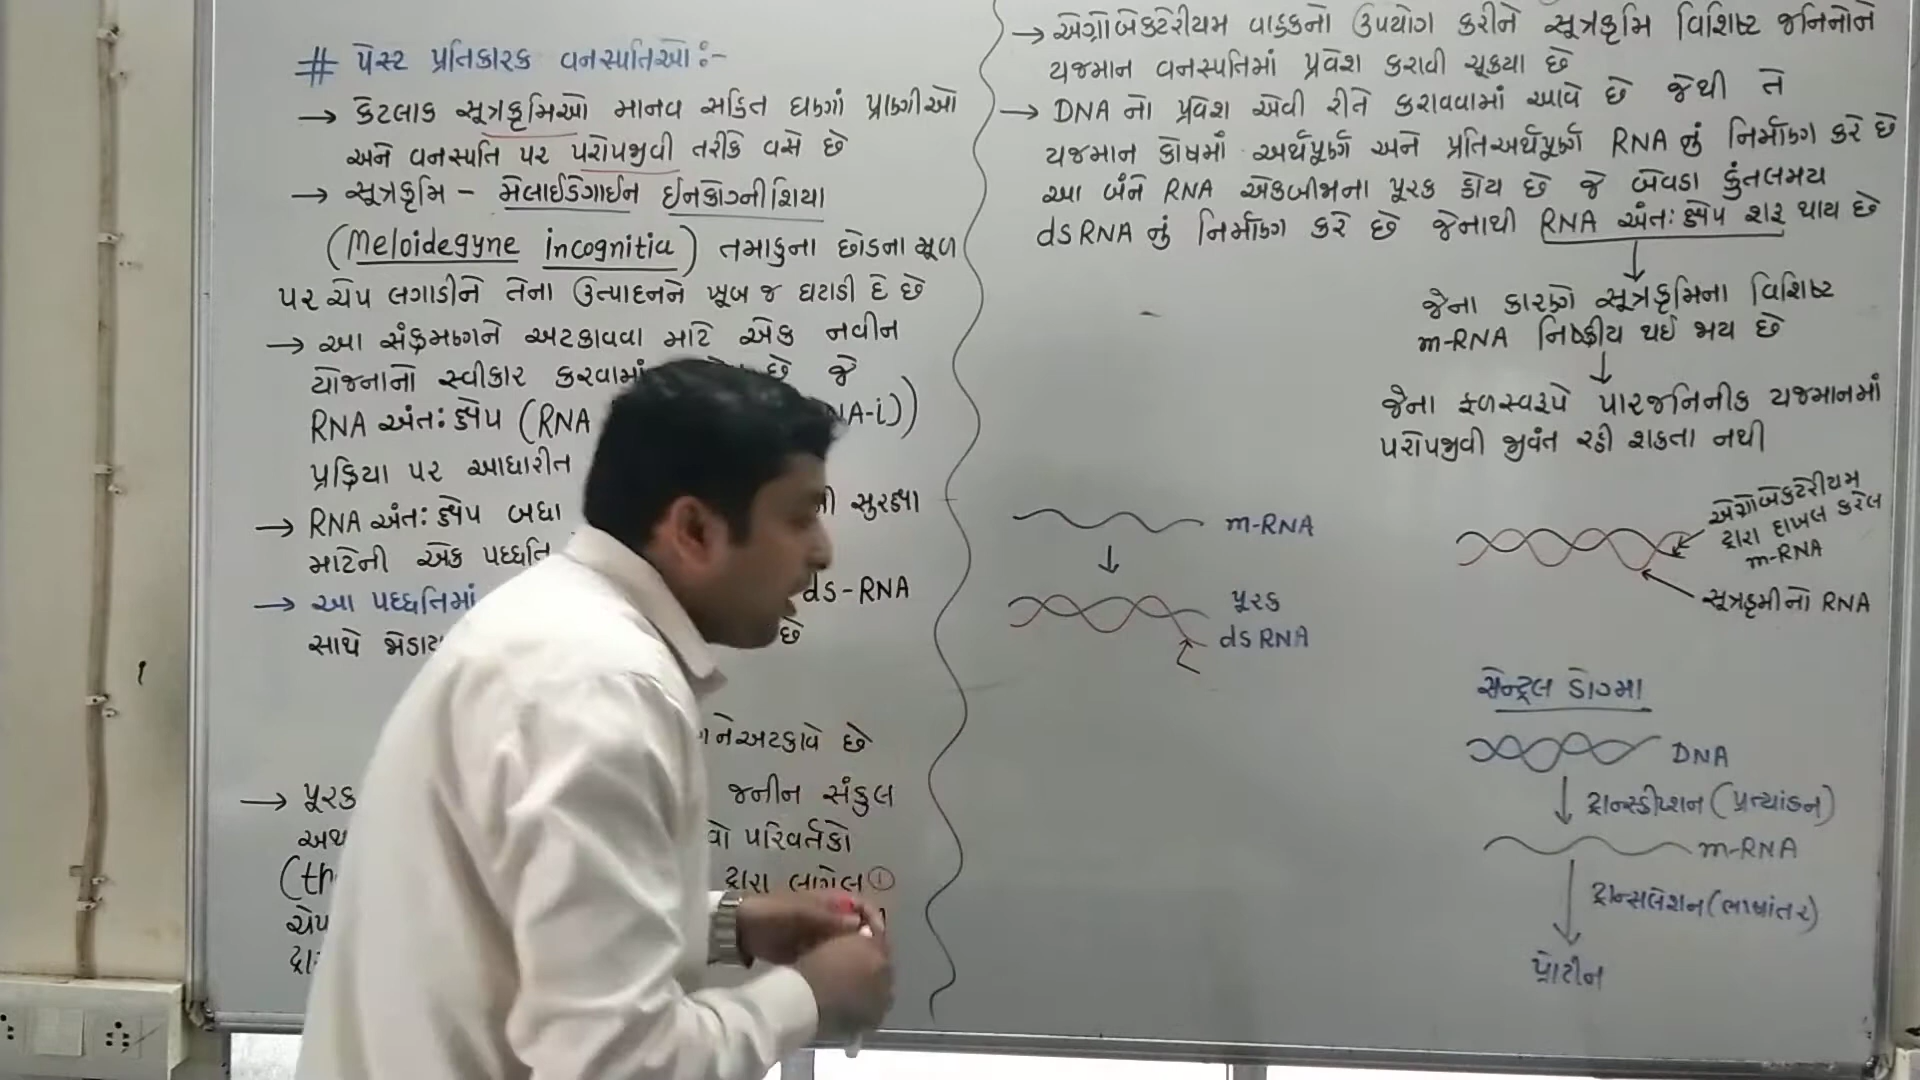 # પેસ્ટ પ્રતિકારક વનસ્પતિઓ :-
→ કેટલાક સૂત્રકૃમિઓ માનવ સહિત ઘણાં પ્રાણીઓ
અને વનસ્પતિ પર પરોપજીવી તરીકે વસે છે
→ સૂત્રકૃમિ - મેલાઈડેગાઈન ઈનકોગ્નીશિયા
(Meloidegyne incognitia) તમાકુના છોડના મૂળ
પર ચેપ લગાડીને તેના ઉત્પાદનને ખૂબ જ ઘટાડી દે છે
→ આ સંક્રમણને અટકાવવા માટે એક નવીન
યોજનાનો સ્વીકાર કરવામાં છે જે
RNA અંતઃક્ષેપ (RNA NA-i))
પ્રક્રિયા પર આધારીત
→ RNA અંતઃક્ષેપ બધા ની સુરક્ષા
માટેની એક પદ્ધતિ
→ આ પદ્ધતિમાં ds-RNA
સાથે જોડાય છે
ને અટકાવે છે
→ પૂરક જનીન સંકુલ
અથ વો પરિવર્તકો
(th દ્વારા લાગેલ ①
ચેપ
દ્વા
→ એગ્રોબેક્ટેરીયમ વાહકનો ઉપયોગ કરીને સૂત્રકૃમિ વિશિષ્ટ જનિનોને
યજમાન વનસ્પતિમાં પ્રવેશ કરાવી ચૂક્યા છે
→ DNA નો પ્રવેશ એવી રીતે કરાવવામાં આવે છે જેથી તે
યજમાન કોષમાં અર્થપૂર્ણ અને પ્રતિઅર્થપૂર્ણ RNA નું નિર્માણ કરે છે
આ બંને RNA એકબીજાના પૂરક હોય છે જે બેવડા કુંતલમય
dsRNA નું નિર્માણ કરે છે જેનાથી RNA અંતઃક્ષેપ શરૂ થાય છે
જેના કારણે સૂત્રકૃમિના વિશિષ્ટ
m-RNA નિષ્ક્રીય થઈ જાય છે
જેના ફળસ્વરૂપે પારજનિનીક યજમાનમાં
પરોપજીવી જીવંત રહી શકતા નથી
m-RNA
પૂરક
dsRNA
એગ્રોબેક્ટેરીયમ
દ્વારા દાખલ કરેલ
m-RNA
સૂત્રકૃમીનો RNA
સેન્ટ્રલ ડોગ્મા
DNA
ટ્રાન્સ્ક્રીપ્શન (પ્રત્યાંકન)
m-RNA
ટ્રાન્સલેશન (ભાષાંતર)
પ્રોટીન